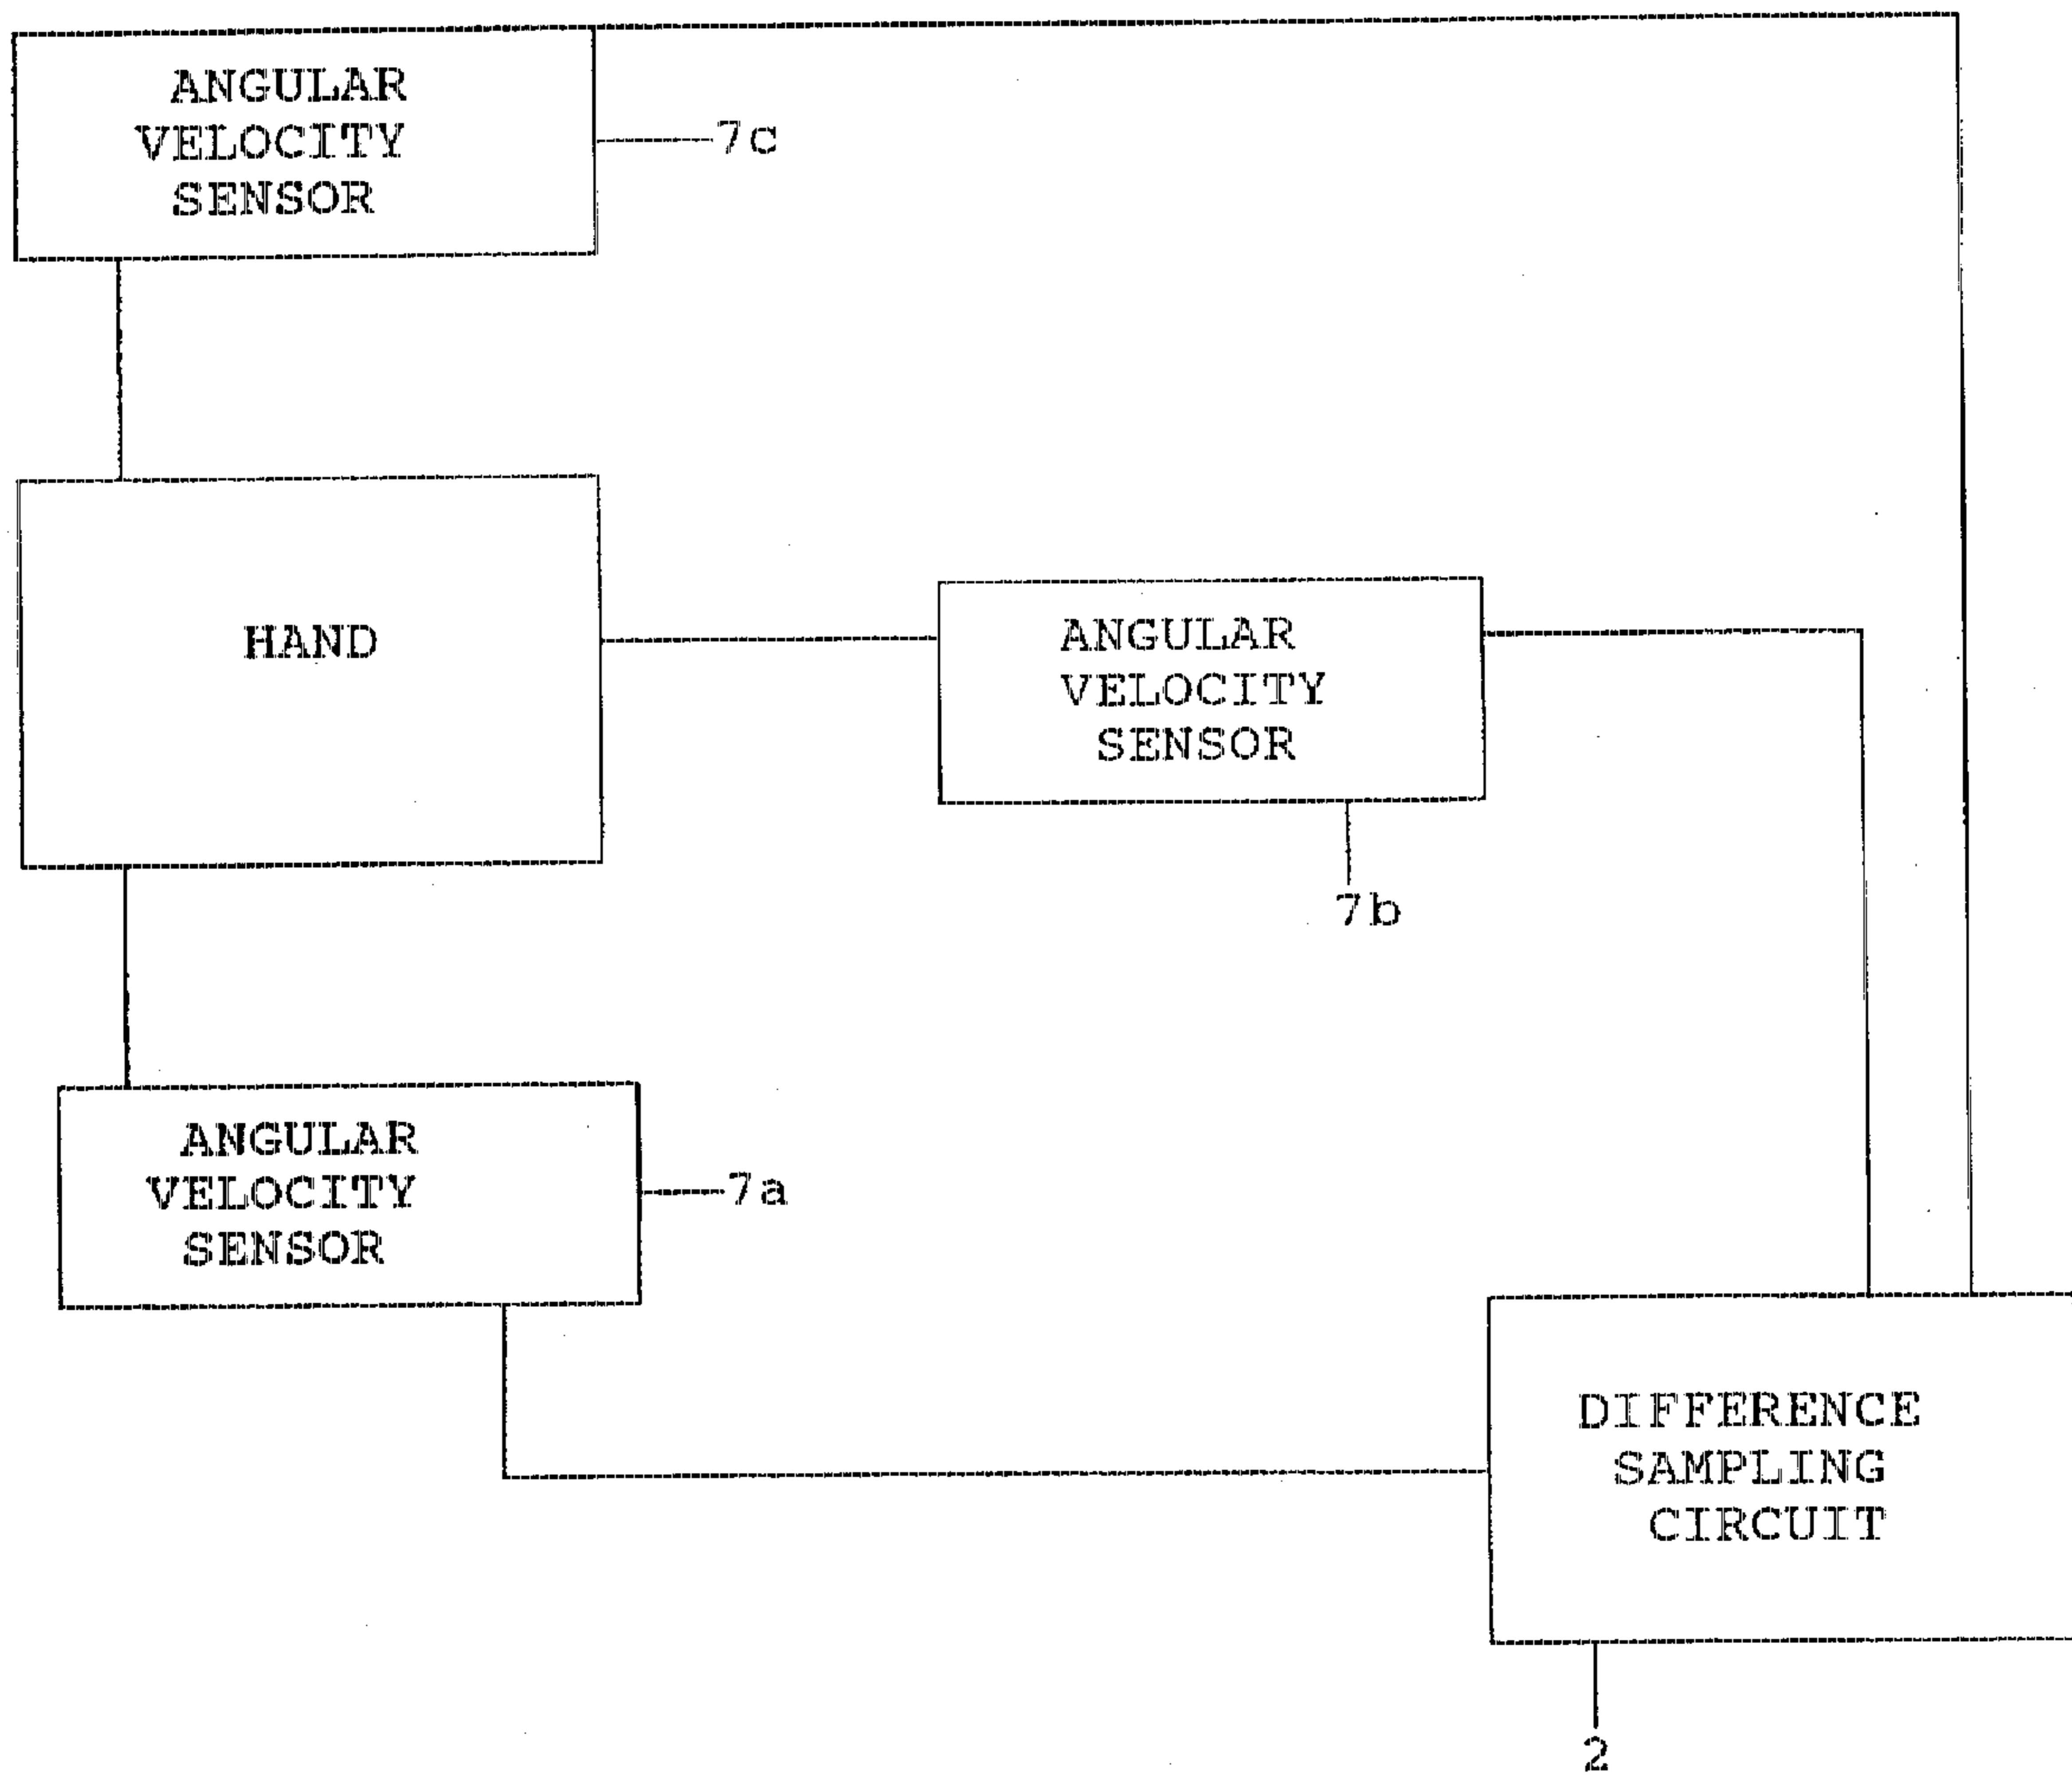 ANGULAR
VELOCITY
SENSOR
7c
HAND
ANGULAR
VELOCITY
SENSOR
7b
ANGULAR
VELOCITY
SENSOR
7a
DIFFERENCE
SAMPLING
CIRCUIT
2